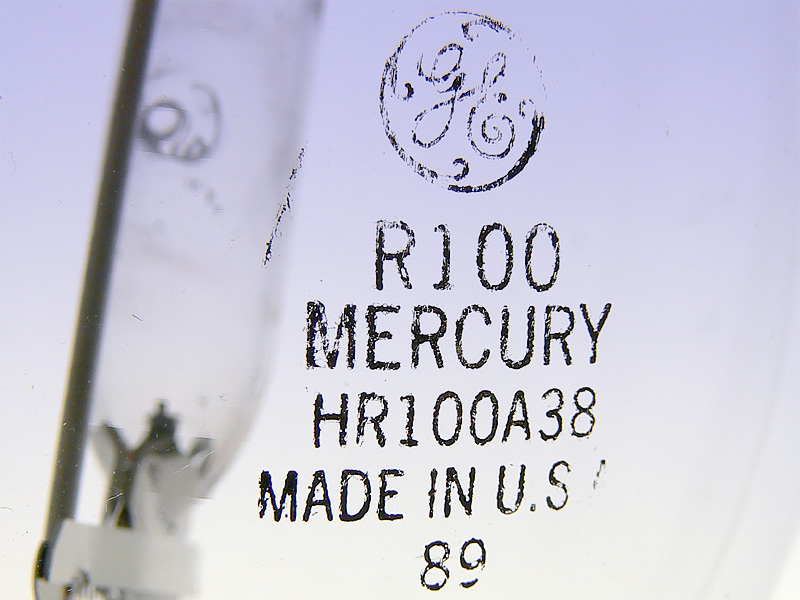 GE
R100
MERCURY
HR100A38
MADE IN U.S
89